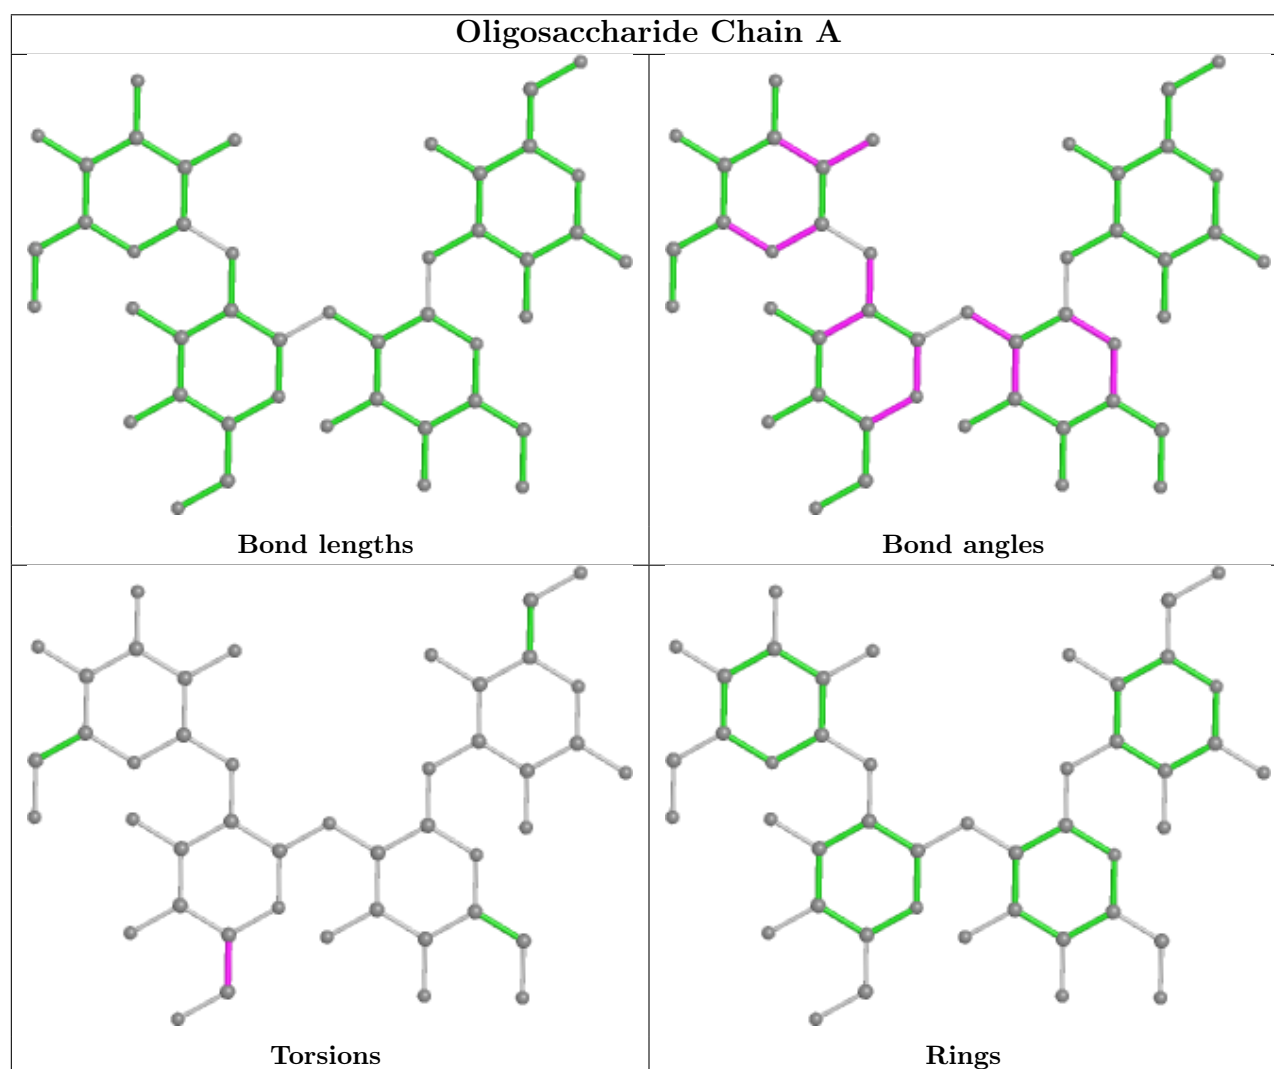 Oligosaccharide Chain A
Bond lengths
Bond angles
Torsions
Rings